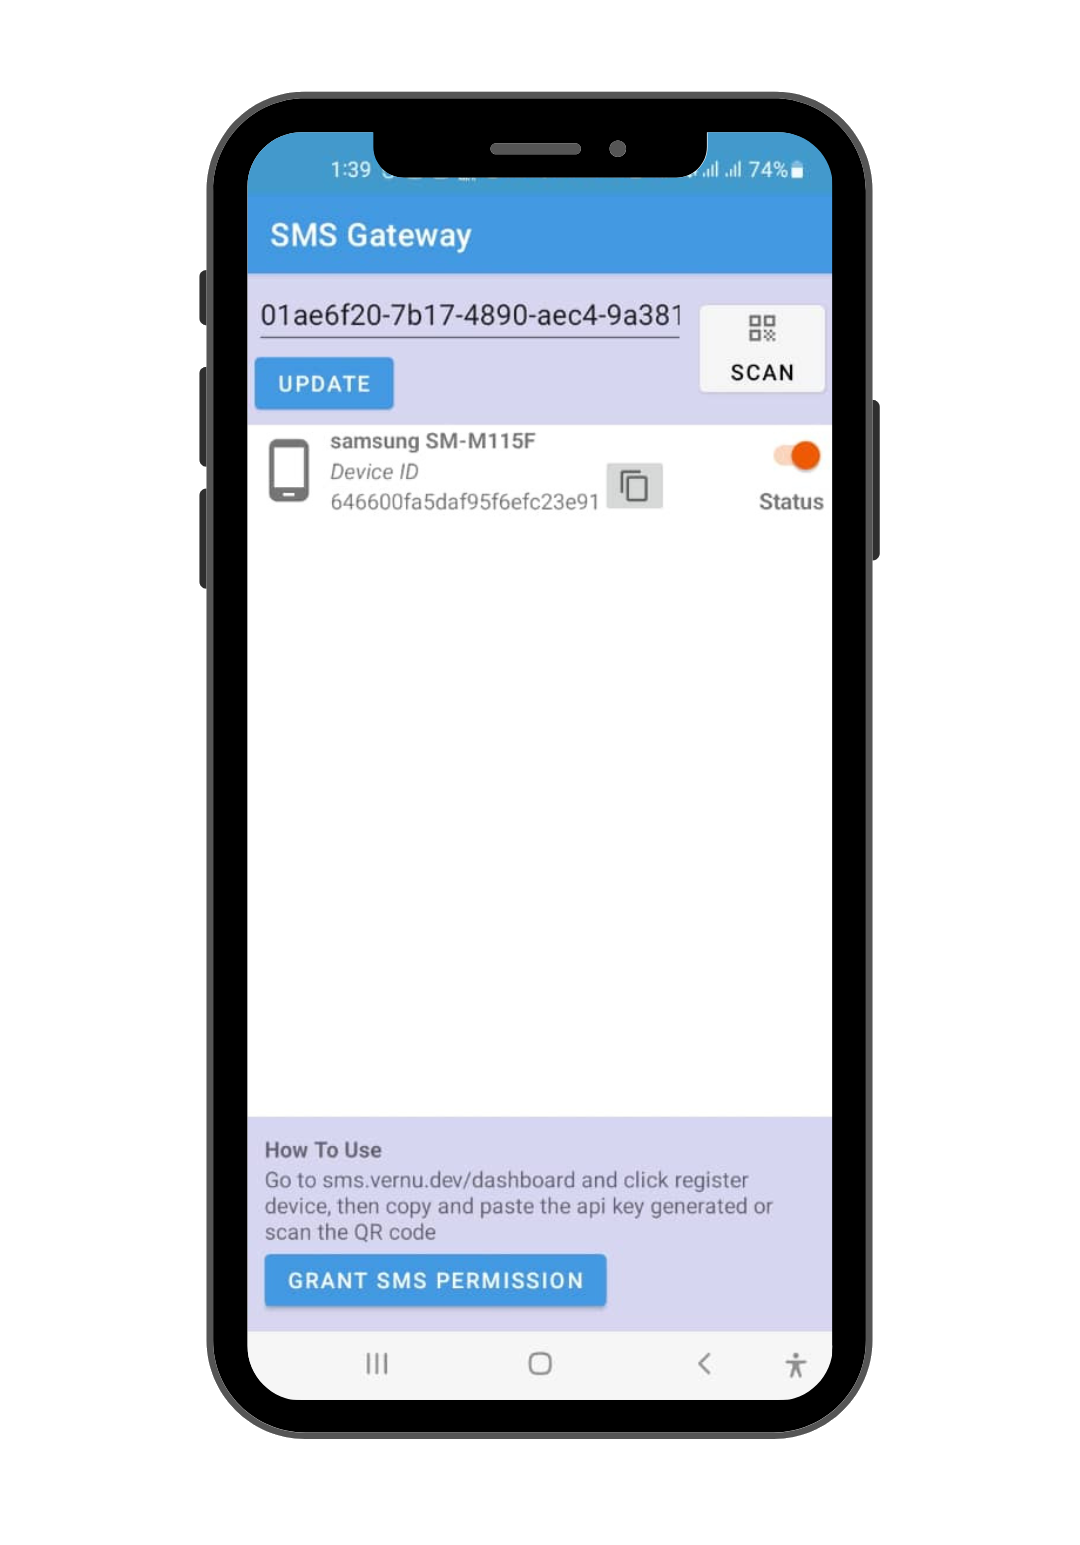 1:39 74%
SMS Gateway
01ae6f20-7b17-4890-aec4-9a381
SCAN
UPDATE
samsung SM-M115F
Device ID
646600fa5daf95f6efc23e91
Status
How To Use
Go to sms.vernu.dev/dashboard and click register
device, then copy and paste the api key generated or
scan the QR code
GRANT SMS PERMISSION